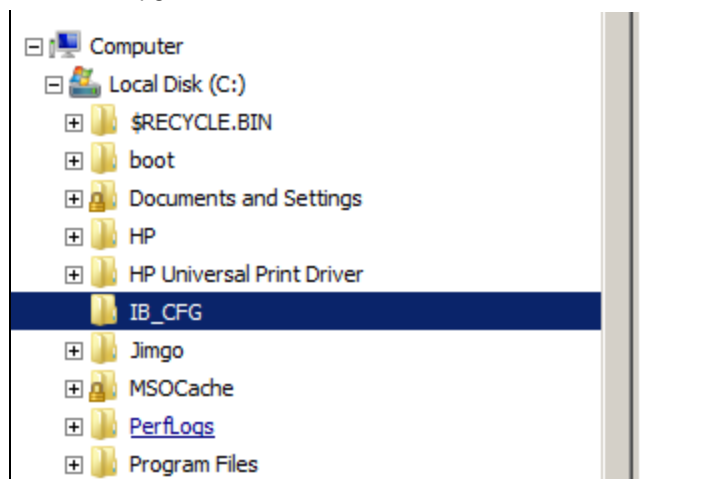 Computer
Local Disk (C:)
$RECYCLE.BIN
boot
Documents and Settings
HP
HP Universal Print Driver
IB_CFG
Jimgo
MSOCache
PerfLogs
Program Files